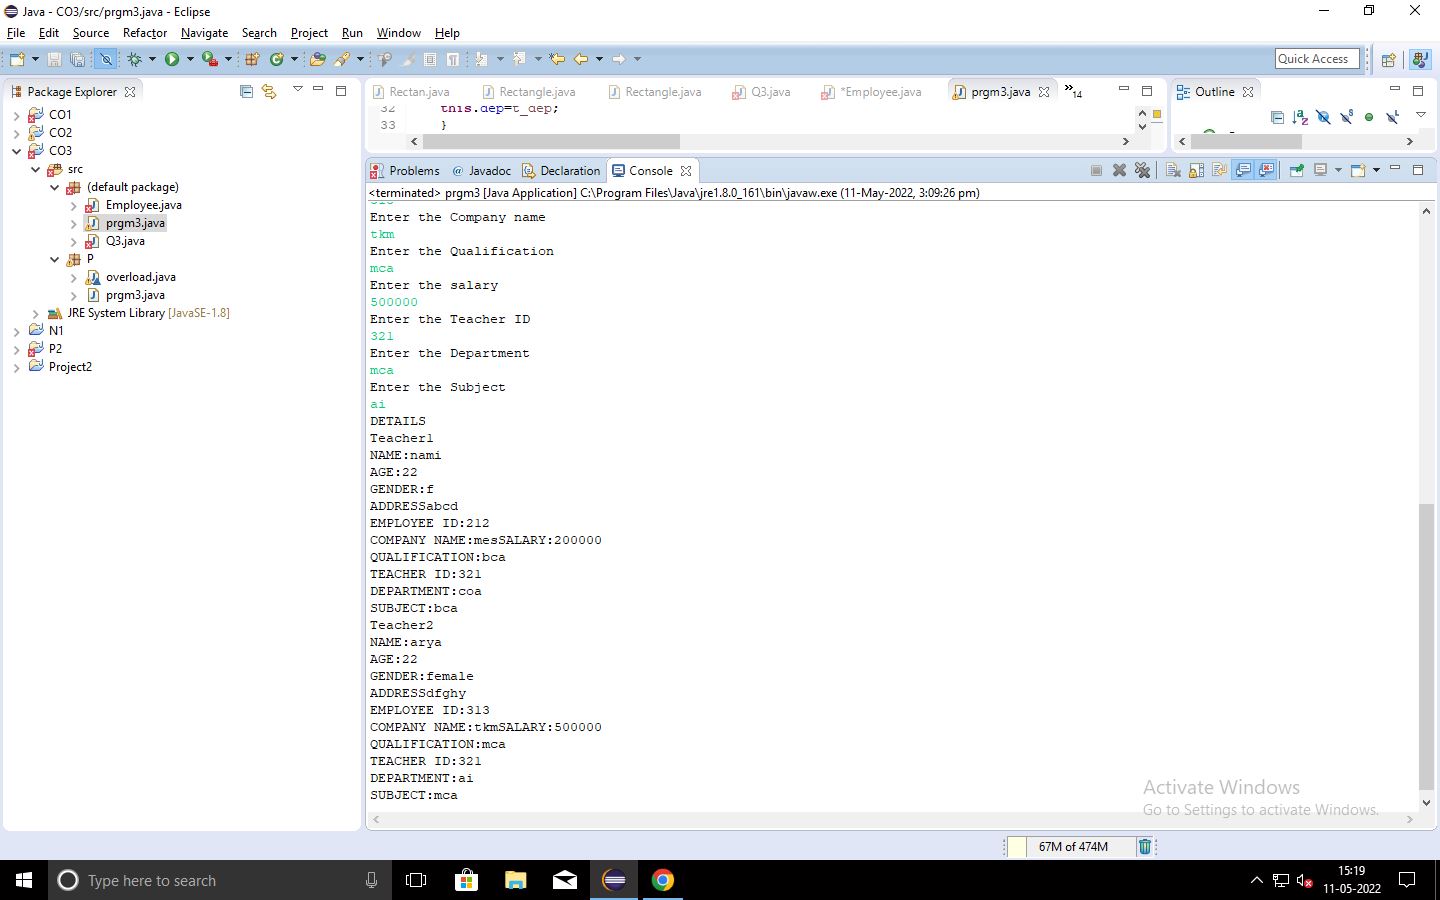 Java - CO3/src/prgm3.java - Eclipse
File Edit Source Refactor Navigate Search Project Run Window Help
Quick Access
Package Explorer
CO1
CO2
CO3
src
(default package)
Employee.java
prgm3.java
Q3.java
P
overload.java
prgm3.java
JRE System Library [JavaSE-1.8]
N1
P2
Project2
Rectan.java Rectangle.java Rectangle.java Q3.java *Employee.java prgm3.java »14
32 this.dep=t_dep;
33 }
Outline
Problems @ Javadoc Declaration Console
<terminated> prgm3 [Java Application] C:\Program Files\Java\jre1.8.0_161\bin\javaw.exe (11-May-2022, 3:09:26 pm)
Enter the Company name
tkm
Enter the Qualification
mca
Enter the salary
500000
Enter the Teacher ID
321
Enter the Department
mca
Enter the Subject
ai
DETAILS
Teacher1
NAME:nami
AGE:22
GENDER:f
ADDRESSabcd
EMPLOYEE ID:212
COMPANY NAME:mesSALARY:200000
QUALIFICATION:bca
TEACHER ID:321
DEPARTMENT:coa
SUBJECT:bca
Teacher2
NAME:arya
AGE:22
GENDER:female
ADDRESSdfghy
EMPLOYEE ID:313
COMPANY NAME:tkmSALARY:500000
QUALIFICATION:mca
TEACHER ID:321
DEPARTMENT:ai
SUBJECT:mca
Activate Windows
Go to Settings to activate Windows.
67M of 474M
Type here to search
15:19
11-05-2022